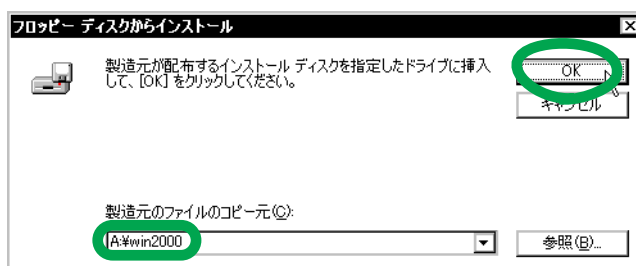 フロッピー ディスクからインストール
製造元が配布するインストール ディスクを指定したドライブに挿入
して、[OK] をクリックしてください。
OK
キャンセル
製造元のファイルのコピー元(C):
A:¥win2000
参照(B)...